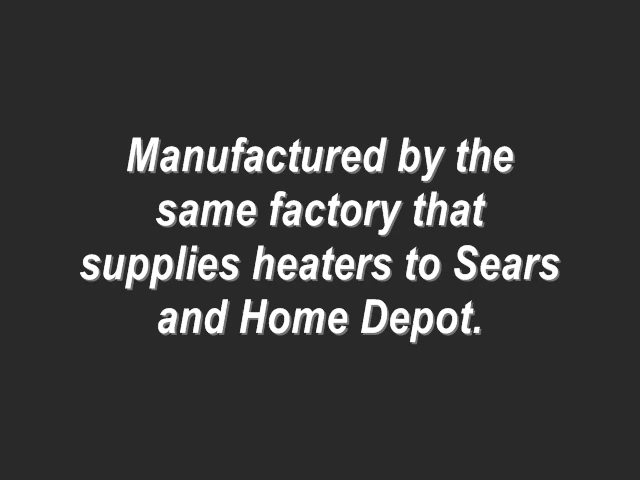 Manufactured by the
same factory that
supplies heaters to Sears
and Home Depot.